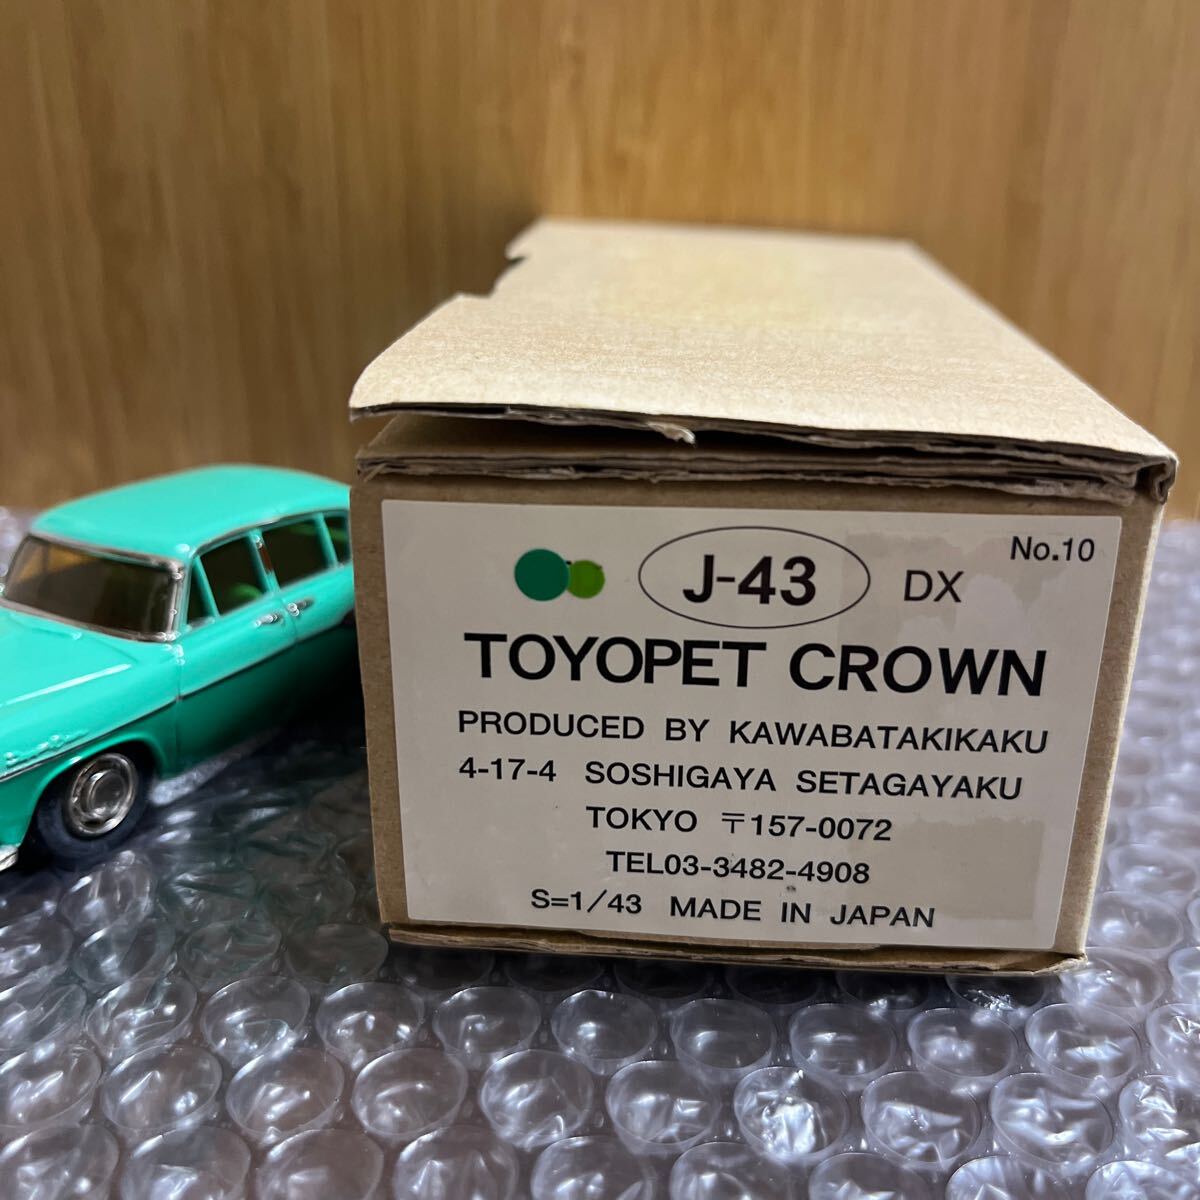 No.10
J-43 DX
TOYOPET CROWN
PRODUCED BY KAWABATAKIKAKU
4-17-4 SOSHIGAYA SETAGAYAKU
TOKYO 〒157-0072
TEL03-3482-4908
S=1/43 MADE IN JAPAN